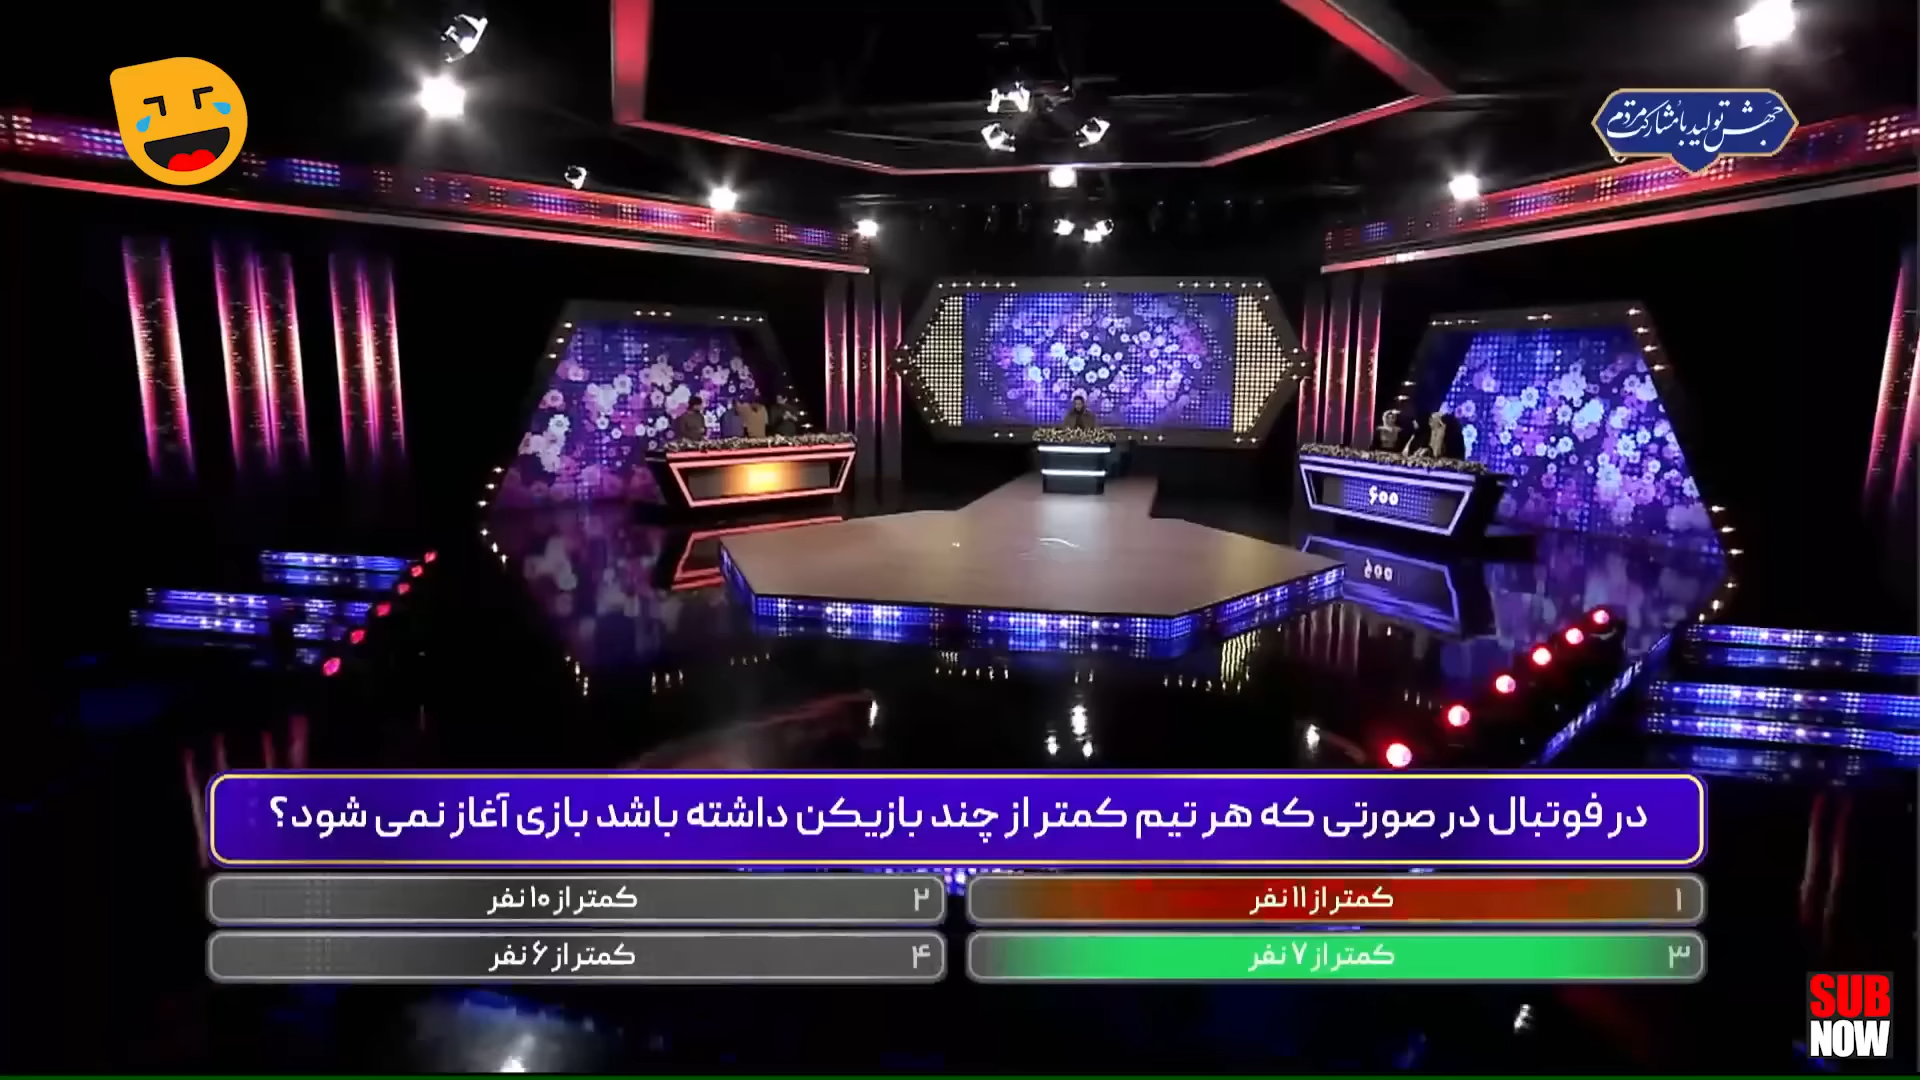 جهش تولید با مشارکت مردم
۶۰۰
در فوتبال در صورتی که هر تیم کمتر از چند بازیکن داشته باشد بازی آغاز نمی شود؟
۱ کمتر از ۱۱ نفر
۲ کمتر از ۱۰ نفر
۳ کمتر از ۷ نفر
۴ کمتر از ۶ نفر
SUB
NOW